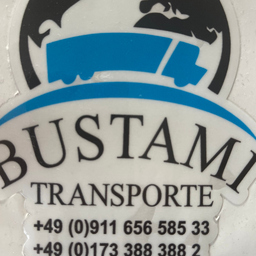 BUSTAMI
TRANSPORTE
+49 (0)911 656 585 33
+49 (0)173 388 388 2